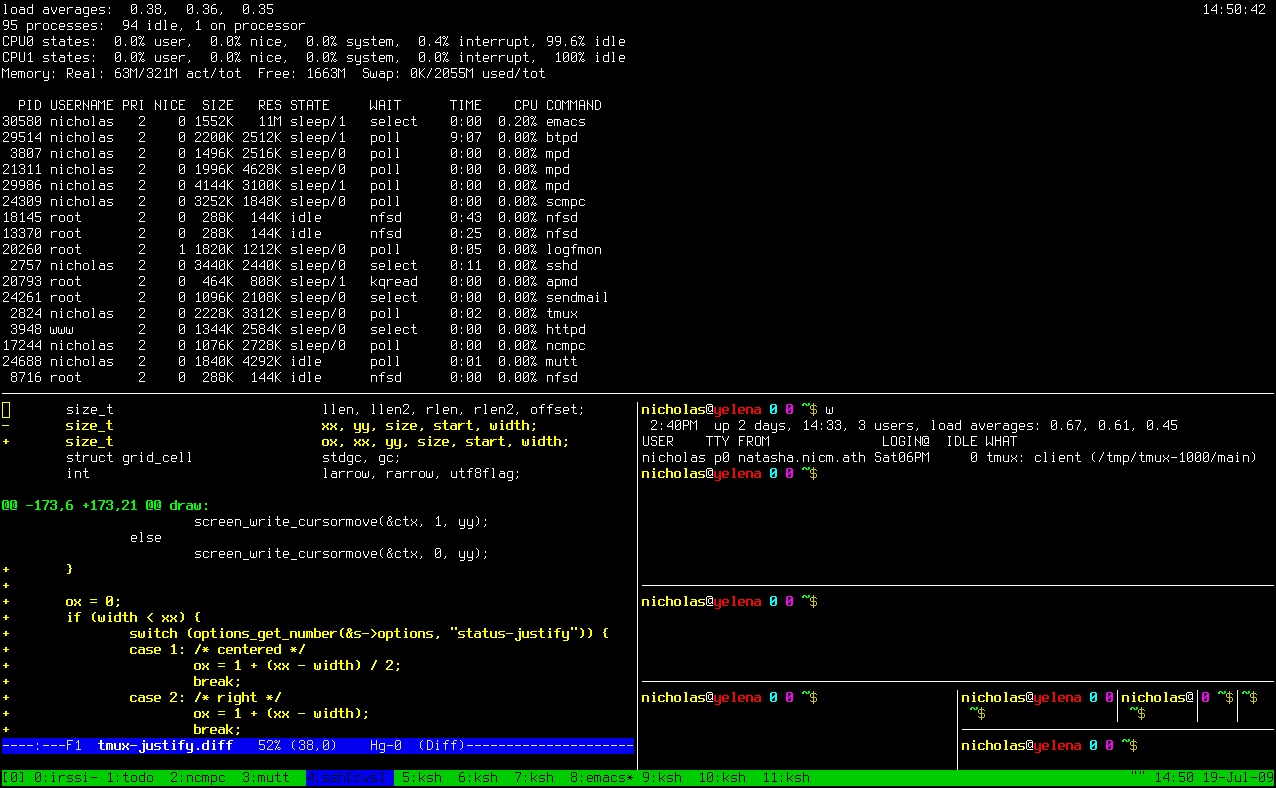 load averages:  0.38,  0.36,  0.35                                                                                                                    14:50:42
95 processes:  94 idle, 1 on processor
CPU0 states:  0.0% user,  0.0% nice,  0.0% system,  0.4% interrupt, 99.6% idle
CPU1 states:  0.0% user,  0.0% nice,  0.0% system,  0.0% interrupt,  100% idle
Memory: Real: 63M/321M act/tot  Free: 1663M  Swap: 0K/2055M used/tot
  PID USERNAME PRI NICE  SIZE   RES STATE     WAIT      TIME    CPU COMMAND
30580 nicholas   2    0 1552K   11M sleep/1   select    0:00  0.20% emacs
29514 nicholas   2    0 2200K 2512K sleep/1   poll      9:07  0.00% btpd
 3807 nicholas   2    0 1496K 2516K sleep/0   poll      0:00  0.00% mpd
21311 nicholas   2    0 1996K 4628K sleep/0   poll      0:00  0.00% mpd
29986 nicholas   2    0 4144K 3100K sleep/1   poll      0:00  0.00% mpd
24309 nicholas   2    0 3252K 1848K sleep/0   poll      0:00  0.00% scmpc
18145 root       2    0  288K  144K idle      nfsd      0:43  0.00% nfsd
13370 root       2    0  288K  144K idle      nfsd      0:25  0.00% nfsd
20260 root       2    1 1820K 1212K sleep/0   poll      0:05  0.00% logfmon
 2757 nicholas   2    0 3440K 2440K sleep/0   select    0:11  0.00% sshd
20793 root       2    0  464K  808K sleep/1   kqread    0:00  0.00% apmd
24261 root       2    0 1096K 2108K sleep/0   select    0:00  0.00% sendmail
 2824 nicholas   2    0 2228K 3312K sleep/0   poll      0:02  0.00% tmux
 3948 www        2    0 1344K 2584K sleep/0   select    0:00  0.00% httpd
17244 nicholas   2    0 1076K 2728K sleep/0   poll      0:00  0.00% ncmpc
24688 nicholas   2    0 1840K 4292K idle      poll      0:01  0.00% mutt
 8716 root       2    0  288K  144K idle      nfsd      0:00  0.00% nfsd
        size_t                          llen, llen2, rlen, rlen2, offset;
-       size_t                          xx, yy, size, start, width;
+       size_t                          ox, xx, yy, size, start, width;
        struct grid_cell                stdgc, gc;
        int                             larrow, rarrow, utf8flag;
@@ -173,6 +173,21 @@ draw:
                        screen_write_cursormove(&ctx, 1, yy);
                else
                        screen_write_cursormove(&ctx, 0, yy);
+       }
+
+       ox = 0;
+       if (width < xx) {
+               switch (options_get_number(&s->options, "status-justify")) {
+               case 1: /* centered */
+                       ox = 1 + (xx - width) / 2;
+                       break;
+               case 2: /* right */
+                       ox = 1 + (xx - width);
+                       break;
----:---F1  tmux-justify.diff   52% (38,0)    Hg-0  (Diff)---------------------
nicholas@yelena 0 0 ~$ w
 2:40PM  up 2 days, 14:33, 3 users, load averages: 0.67, 0.61, 0.45
USER    TTY FROM              LOGIN@  IDLE WHAT
nicholas p0 natasha.nicm.ath Sat06PM     0 tmux: client (/tmp/tmux-1000/main)
nicholas@yelena 0 0 ~$
nicholas@yelena 0 0 ~$
nicholas@yelena 0 0 ~$
nicholas@yelena 0 0
 ~$
nicholas@
 ~$
0 ~$
~$
nicholas@yelena 0 0 ~$
[0] 0:irssi- 1:todo  2:ncmpc  3:mutt  4:ssh[ava]  5:ksh  6:ksh  7:ksh  8:emacs* 9:ksh  10:ksh  11:ksh                                        "" 14:50 19-Jul-09